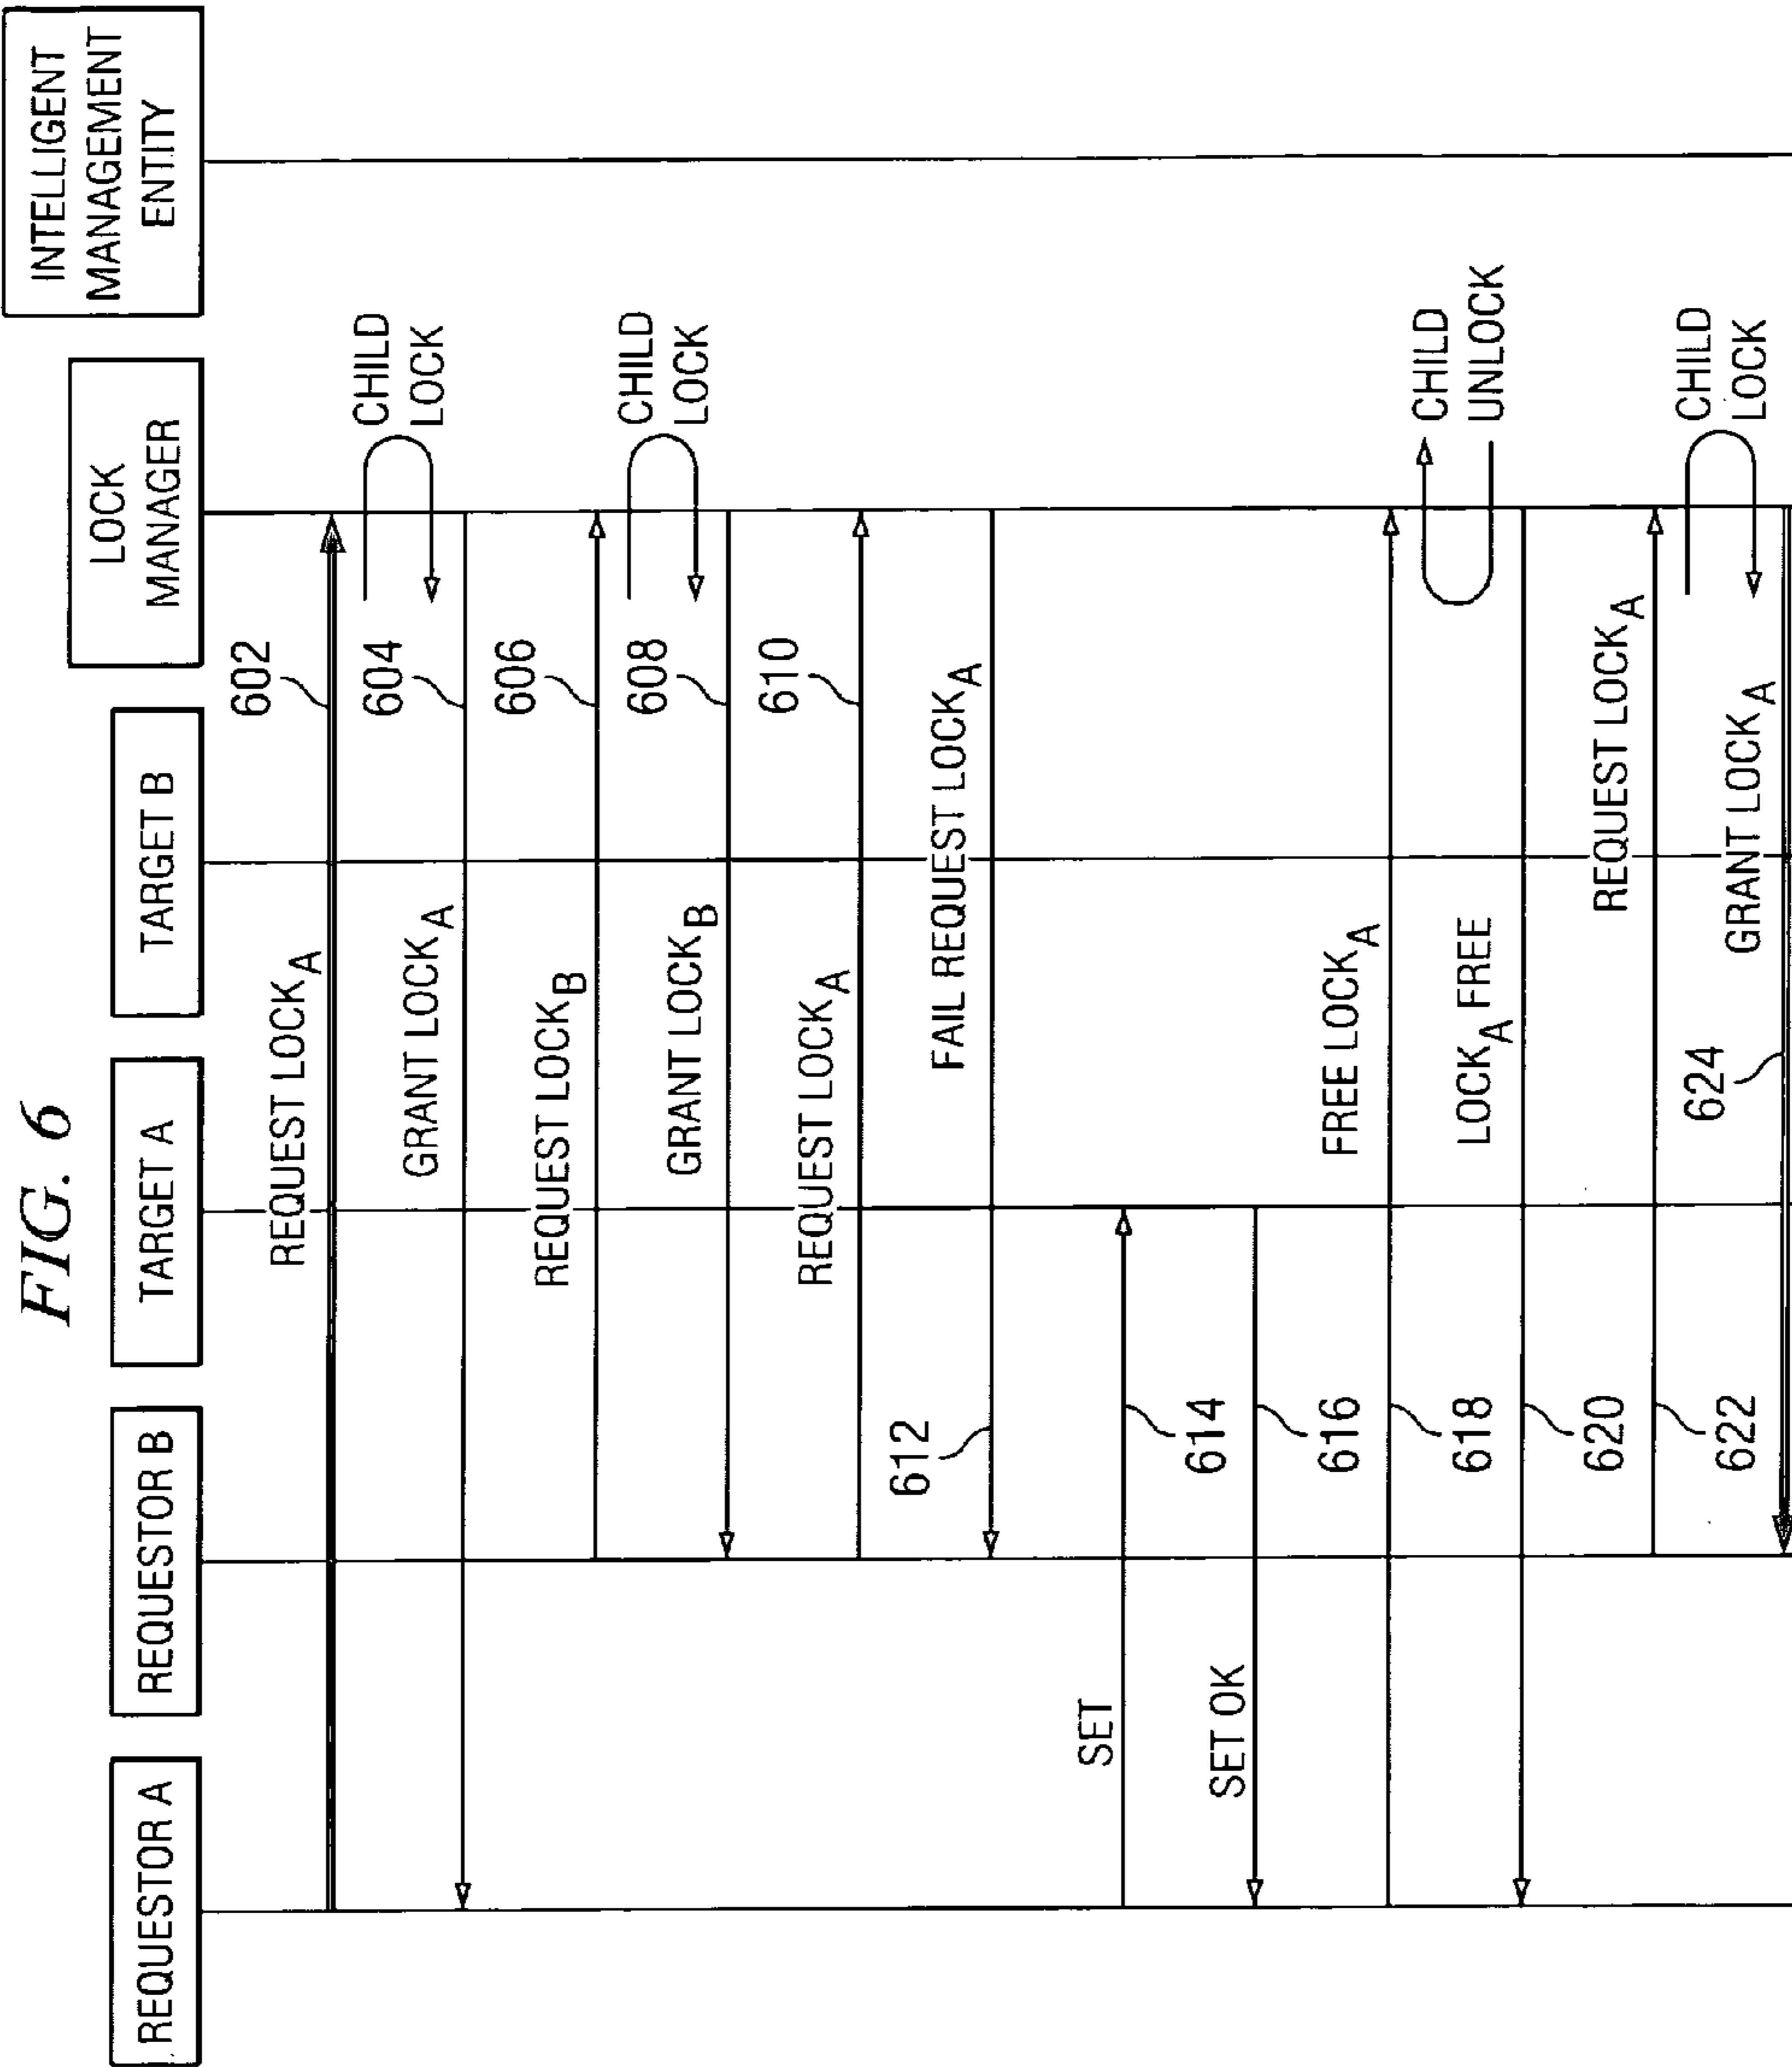 FIG. 6
REQUESTOR A
REQUESTOR B
TARGET A
TARGET B
LOCK
MANAGER
INTELLIGENT
MANAGEMENT
ENTITY
REQUEST LOCKA
602
CHILD
LOCK
GRANT LOCKA
604
REQUEST LOCKB
606
CHILD
LOCK
GRANT LOCKB
608
REQUEST LOCKA
610
612
FAIL REQUEST LOCKA
SET
614
SET OK
616
FREE LOCKA
618
CHILD
UNLOCK
LOCKA FREE
620
REQUEST LOCKA
622
CHILD
LOCK
624
GRANT LOCKA